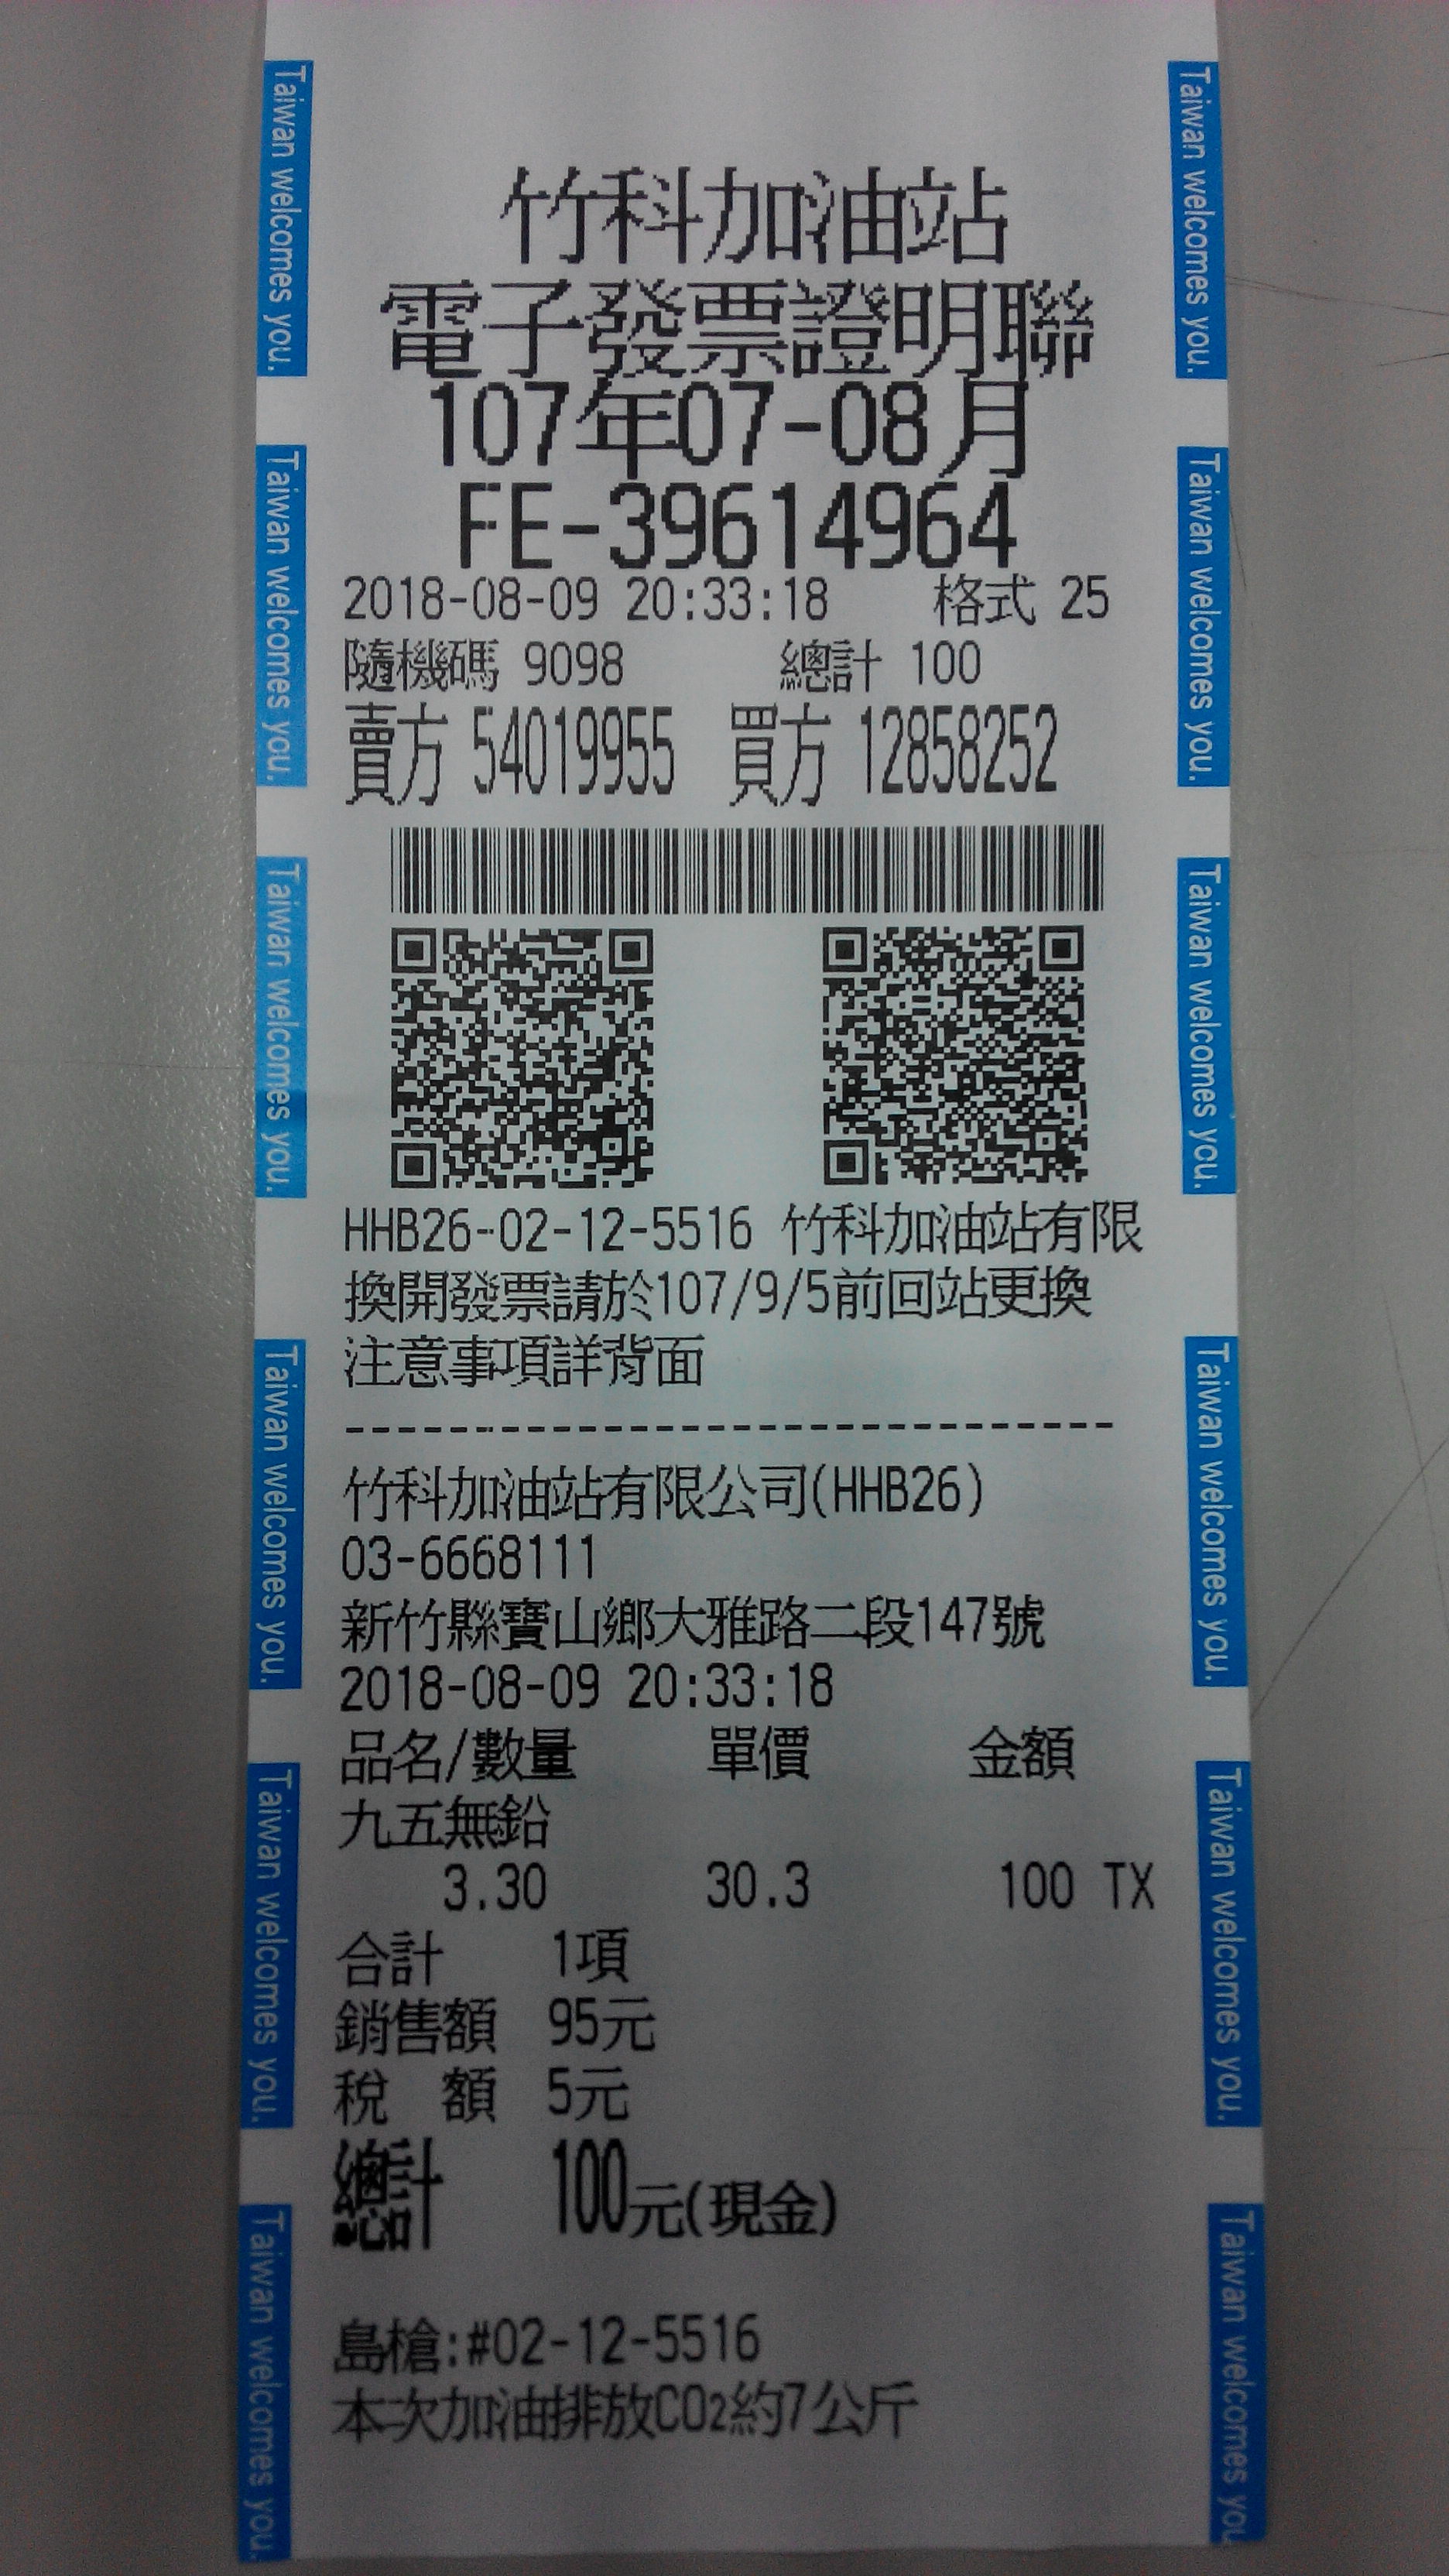 竹科加油站
電子發票證明聯
107年07-08月
FE-39614964
2018-08-09 20:33:18 格式 25
隨機碼 9098 總計 100
賣方 54019955 買方 12858252
HHB26-02-12-5516 竹科加油站有限
換開發票請於107/9/5前回站更換
注意事項詳背面
------------------------------
竹科加油站有限公司(HHB26)
03-6668111
新竹縣寶山鄉大雅路二段147號
2018-08-09 20:33:18
品名/數量 單價 金額
九五無鉛
3.30 30.3 100 TX
合計 1項
銷售額 95元
稅 額 5元
總計 100元(現金)
島槍:#02-12-5516
本次加油排放CO2約7公斤
Taiwan welcomes you.
Taiwan welcomes you.
Taiwan welcomes you.
Taiwan welcomes you.
Taiwan welcomes you.
Taiwan welcomes you.
Taiwan welcomes you.
Taiwan welcomes you.
Taiwan welcomes you.
Taiwan welcomes you.
Taiwan welcomes you.
Taiwan welcomes you